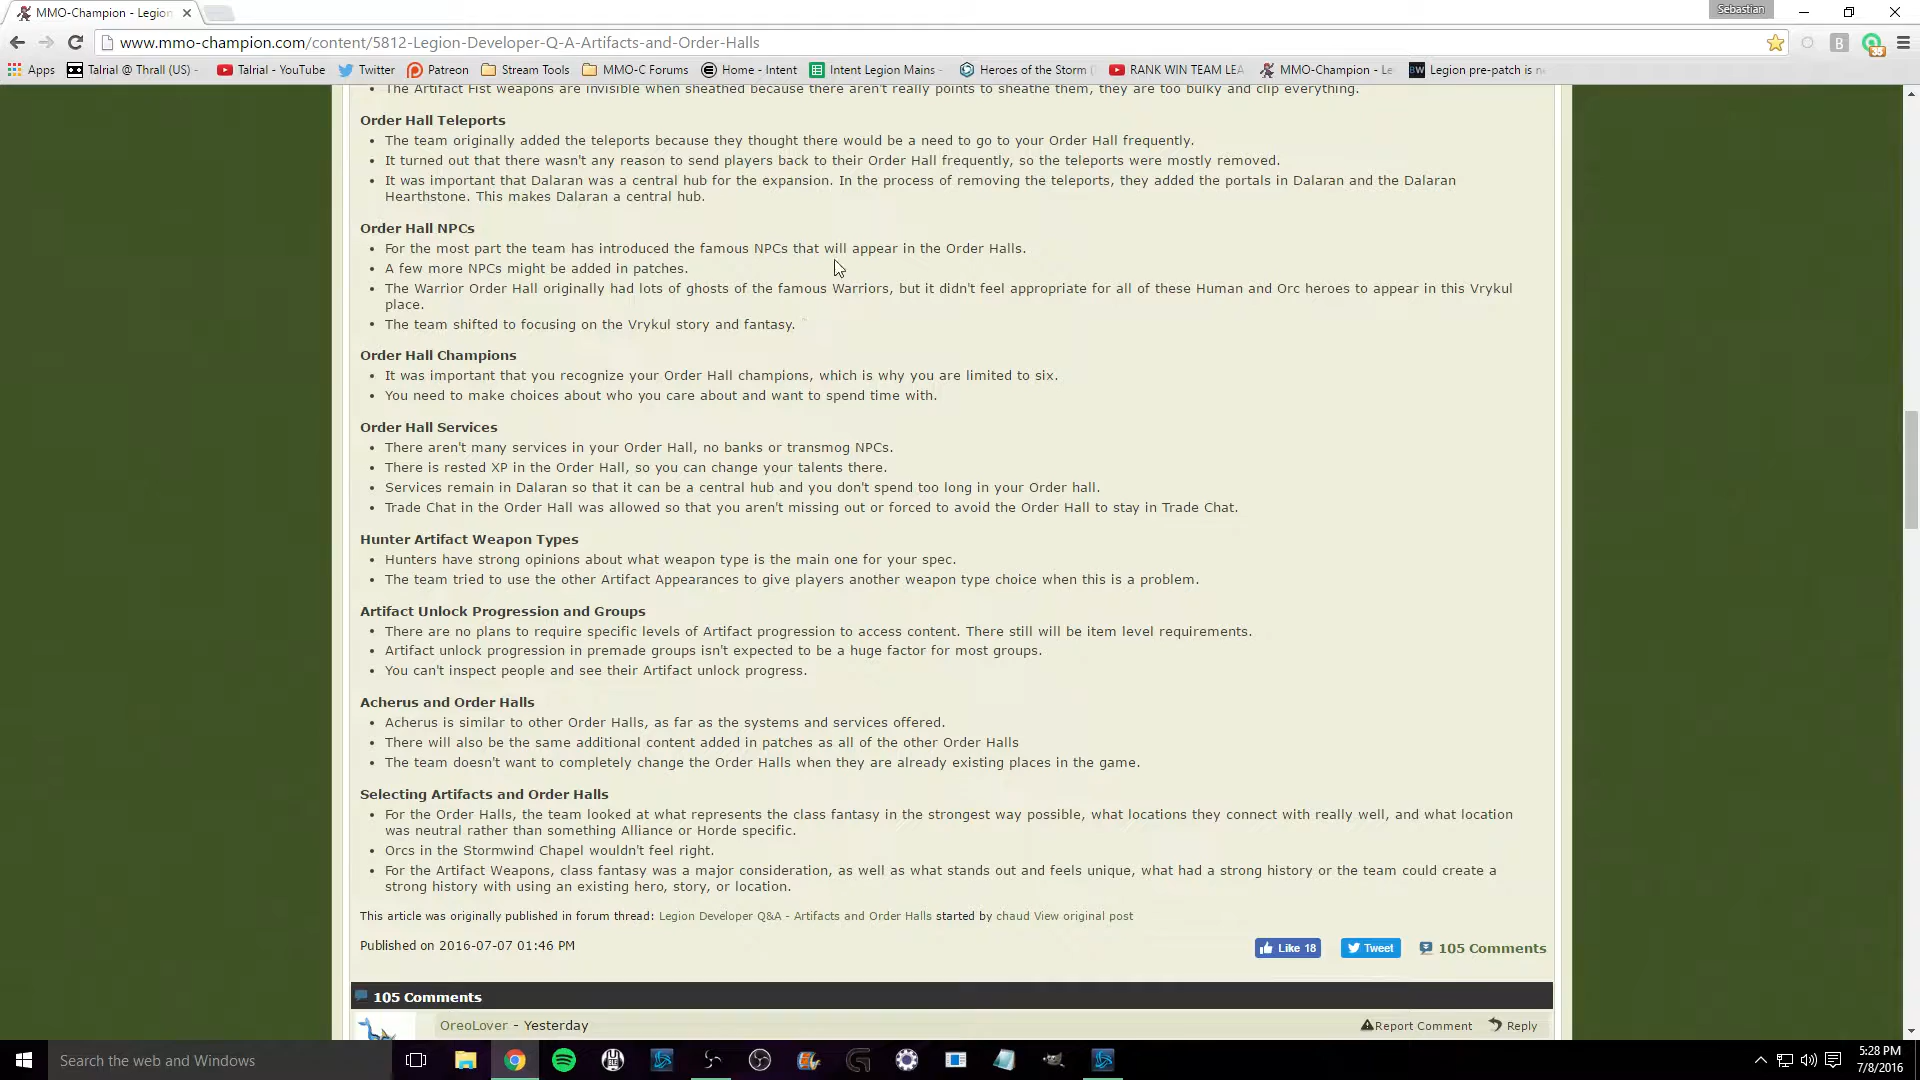 MMO-Champion - Legion
Sebastian
www.mmo-champion.com/content/5812-Legion-Developer-Q-A-Artifacts-and-Order-Halls
Apps Talrial @ Thrall (US) - Talrial - YouTube Twitter Patreon Stream Tools MMO-C Forums Home - Intent Intent Legion Mains - Heroes of the Storm RANK WIN TEAM LEA MMO-Champion - Le Legion pre-patch is
• The Artifact Fist weapons are invisible when sheathed because there aren't really points to sheathe them, they are too bulky and clip everything.
Order Hall Teleports
• The team originally added the teleports because they thought there would be a need to go to your Order Hall frequently.
• It turned out that there wasn't any reason to send players back to their Order Hall frequently, so the teleports were mostly removed.
• It was important that Dalaran was a central hub for the expansion. In the process of removing the teleports, they added the portals in Dalaran and the Dalaran
Hearthstone. This makes Dalaran a central hub.
Order Hall NPCs
• For the most part the team has introduced the famous NPCs that will appear in the Order Halls.
• A few more NPCs might be added in patches.
• The Warrior Order Hall originally had lots of ghosts of the famous Warriors, but it didn't feel appropriate for all of these Human and Orc heroes to appear in this Vrykul
place.
• The team shifted to focusing on the Vrykul story and fantasy.
Order Hall Champions
• It was important that you recognize your Order Hall champions, which is why you are limited to six.
• You need to make choices about who you care about and want to spend time with.
Order Hall Services
• There aren't many services in your Order Hall, no banks or transmog NPCs.
• There is rested XP in the Order Hall, so you can change your talents there.
• Services remain in Dalaran so that it can be a central hub and you don't spend too long in your Order hall.
• Trade Chat in the Order Hall was allowed so that you aren't missing out or forced to avoid the Order Hall to stay in Trade Chat.
Hunter Artifact Weapon Types
• Hunters have strong opinions about what weapon type is the main one for your spec.
• The team tried to use the other Artifact Appearances to give players another weapon type choice when this is a problem.
Artifact Unlock Progression and Groups
• There are no plans to require specific levels of Artifact progression to access content. There still will be item level requirements.
• Artifact unlock progression in premade groups isn't expected to be a huge factor for most groups.
• You can't inspect people and see their Artifact unlock progress.
Acherus and Order Halls
• Acherus is similar to other Order Halls, as far as the systems and services offered.
• There will also be the same additional content added in patches as all of the other Order Halls
• The team doesn't want to completely change the Order Halls when they are already existing places in the game.
Selecting Artifacts and Order Halls
• For the Order Halls, the team looked at what represents the class fantasy in the strongest way possible, what locations they connect with really well, and what location
was neutral rather than something Alliance or Horde specific.
• Orcs in the Stormwind Chapel wouldn't feel right.
• For the Artifact Weapons, class fantasy was a major consideration, as well as what stands out and feels unique, what had a strong history or the team could create a
strong history with using an existing hero, story, or location.
This article was originally published in forum thread: Legion Developer Q&A - Artifacts and Order Halls started by chaud View original post
Published on 2016-07-07 01:46 PM
Like 18 Tweet 105 Comments
105 Comments
OreoLover - Yesterday Report Comment Reply
Search the web and Windows
5:28 PM
7/8/2016